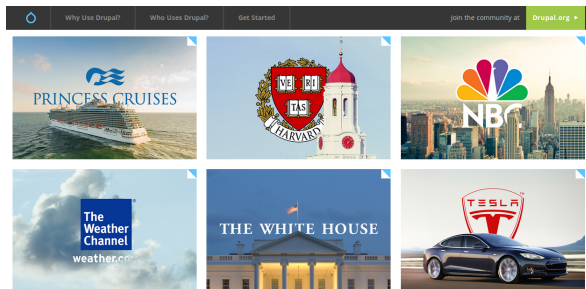 Why Use Drupal?
Who Uses Drupal?
Get Started
Join the community at
Drupal.org
PRINCESS CRUISES
VE RI
TAS
HARVARD
NBC
The
Weather
Channel
weather.co
THE WHITE HOUSE
TESLA